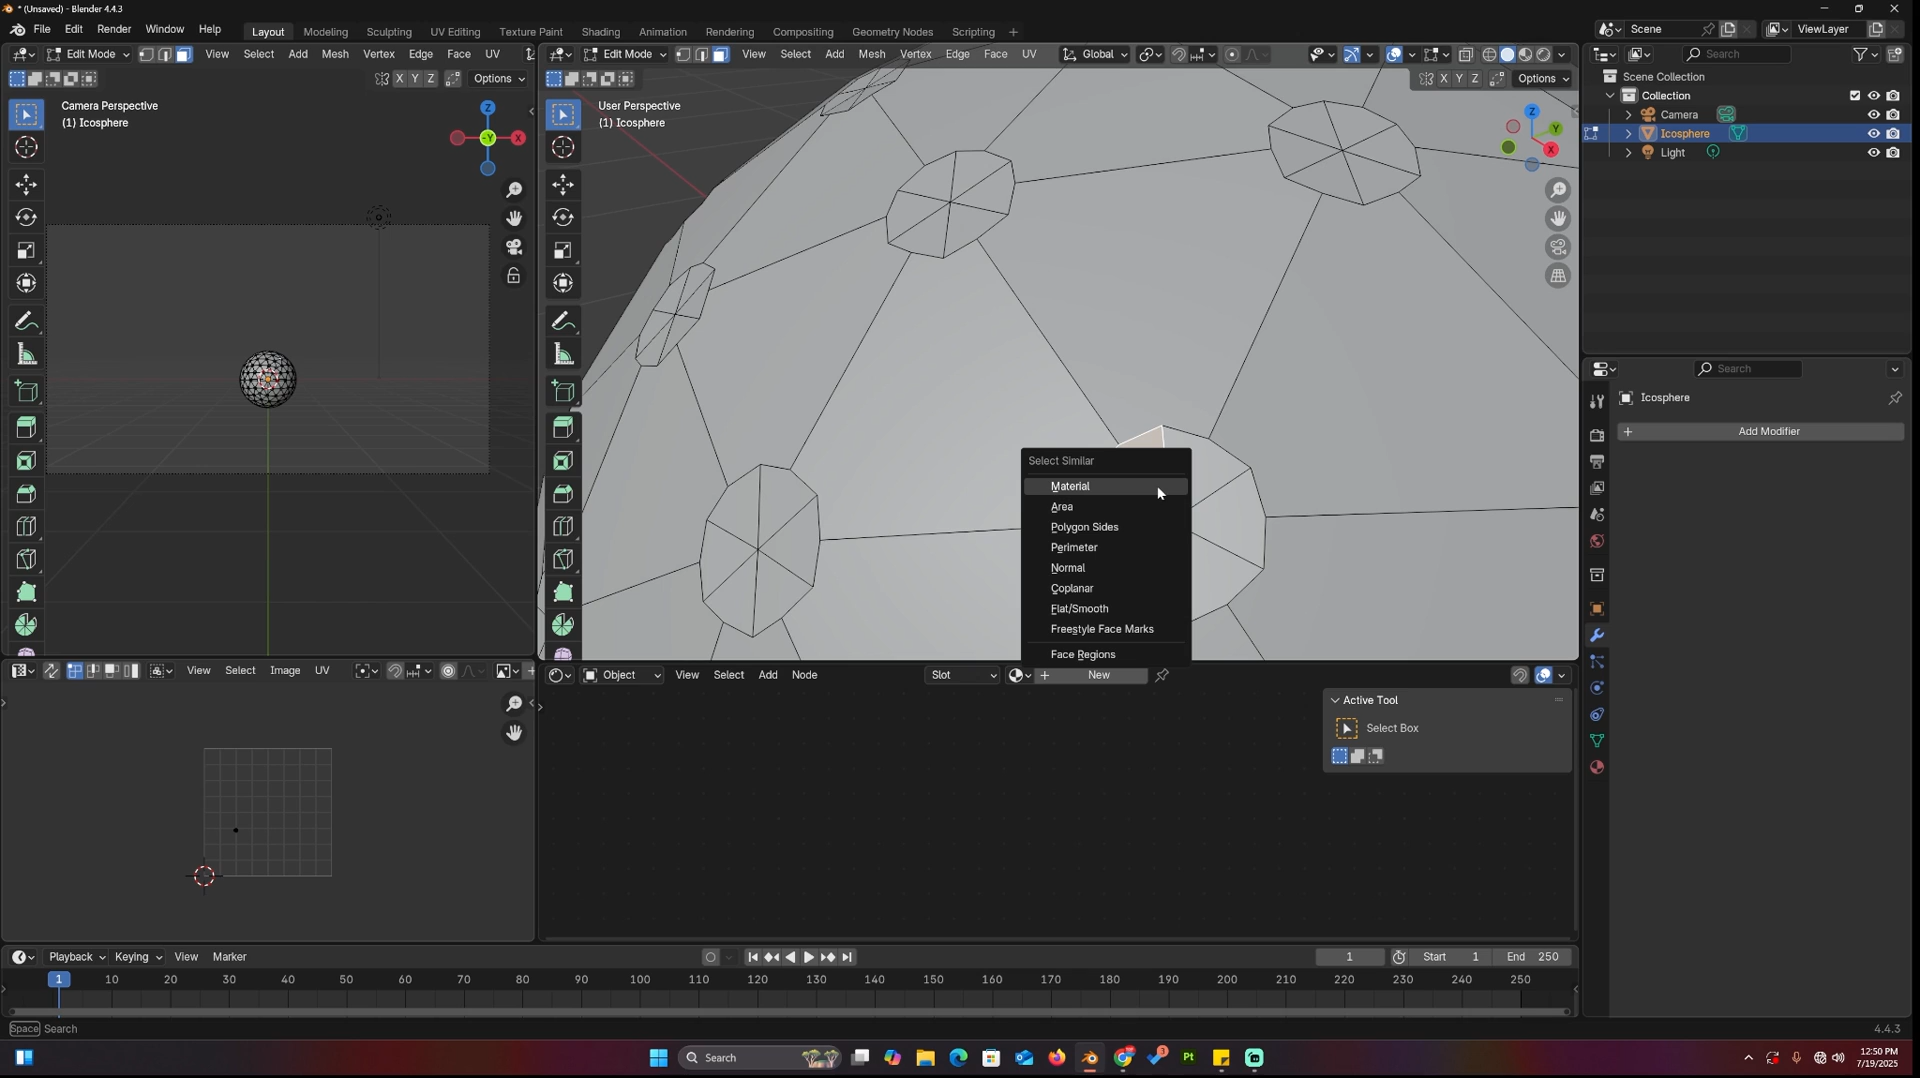 * (Unsaved) - Blender 4.4.3
File Edit Render Window Help Layout Modeling Sculpting UV Editing Texture Paint Shading Animation Rendering Compositing Geometry Nodes Scripting + Scene ViewLayer
Edit Mode View Select Add Mesh Vertex Edge Face UV
X Y Z Options
Camera Perspective
(1) Icosphere
Z
X
-Y
Edit Mode View Select Add Mesh Vertex Edge Face UV Global
X Y Z Options
User Perspective
(1) Icosphere
Z
Y
X
Select Similar
Material
Area
Polygon Sides
Perimeter
Normal
Coplanar
Flat/Smooth
Freestyle Face Marks
Face Regions
Search
Scene Collection
Collection
Camera
Icosphere
Light
Search
Icosphere
+ Add Modifier
View Select Image UV
Object View Select Add Node Slot + New
Active Tool
Select Box
Playback Keying View Marker 1 Start 1 End 250
1 10 20 30 40 50 60 70 80 90 100 110 120 130 140 150 160 170 180 190 200 210 220 230 240 250
Space Search 4.4.3
Search 3 Pt 12:50 PM
7/19/2025